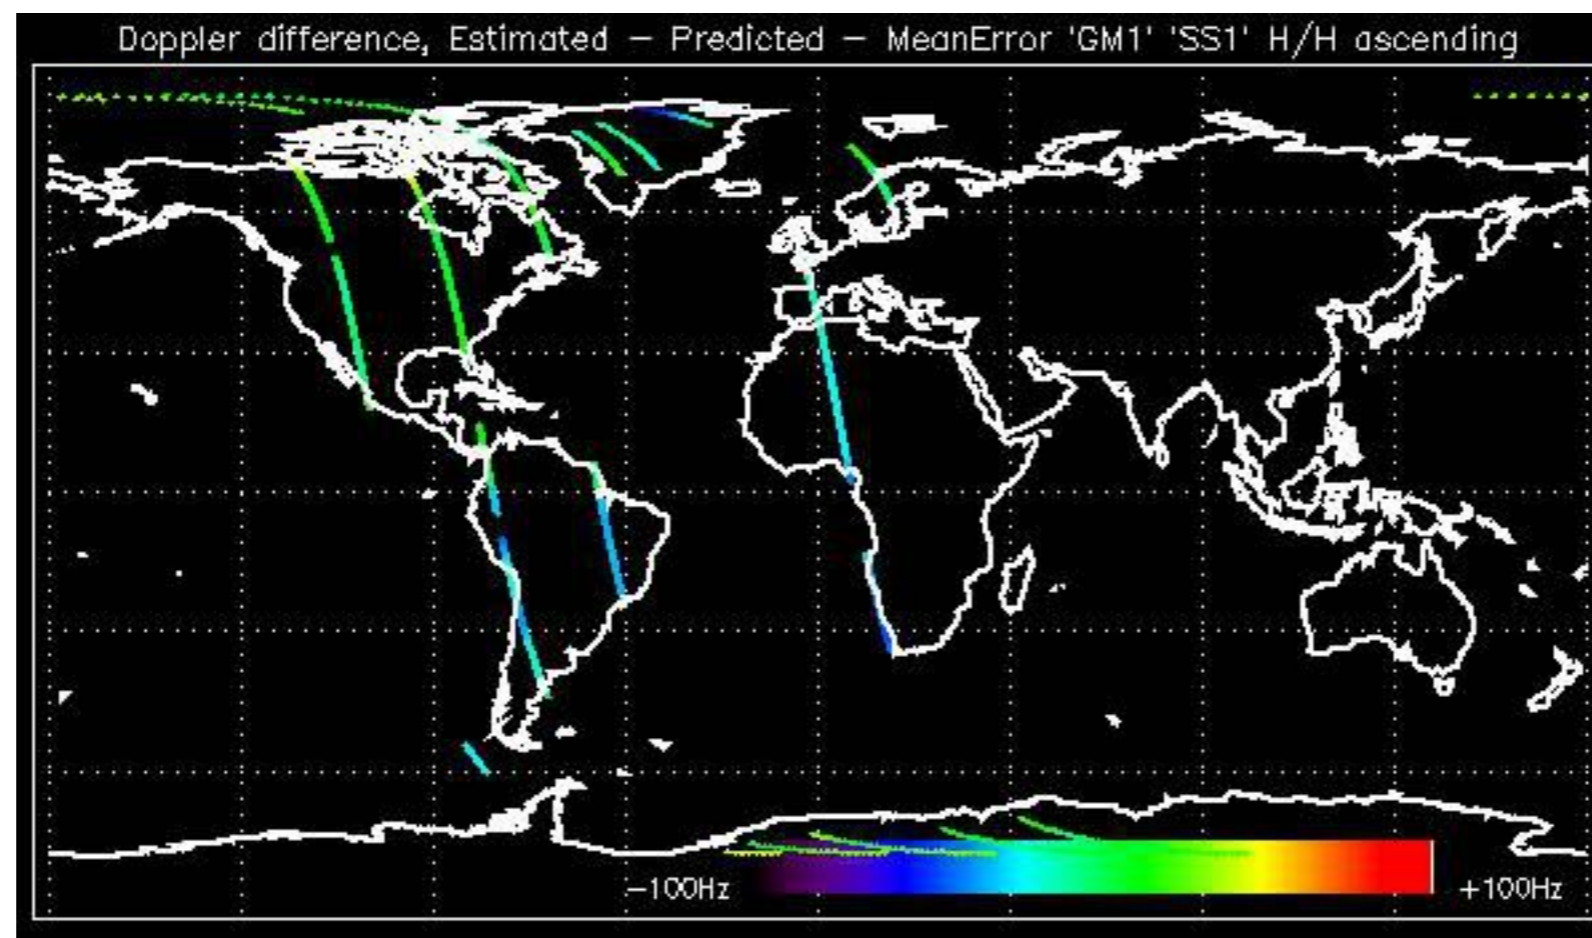 Doppler difference, Estimated – Predicted – MeanError 'GM1' 'SS1' H/H ascending
–100Hz
+100Hz